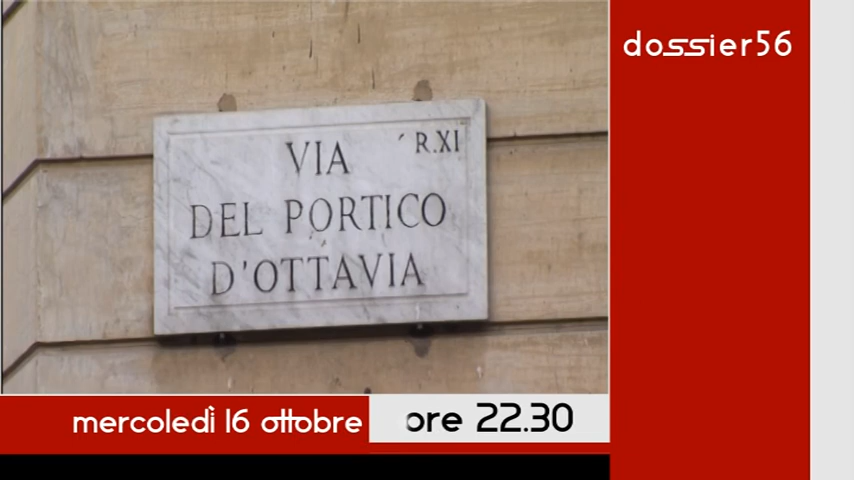 dossier56
VIA
R.XI
DEL PORTICO
D'OTTAVIA
mercoledì 16 ottobre
ore 22.30